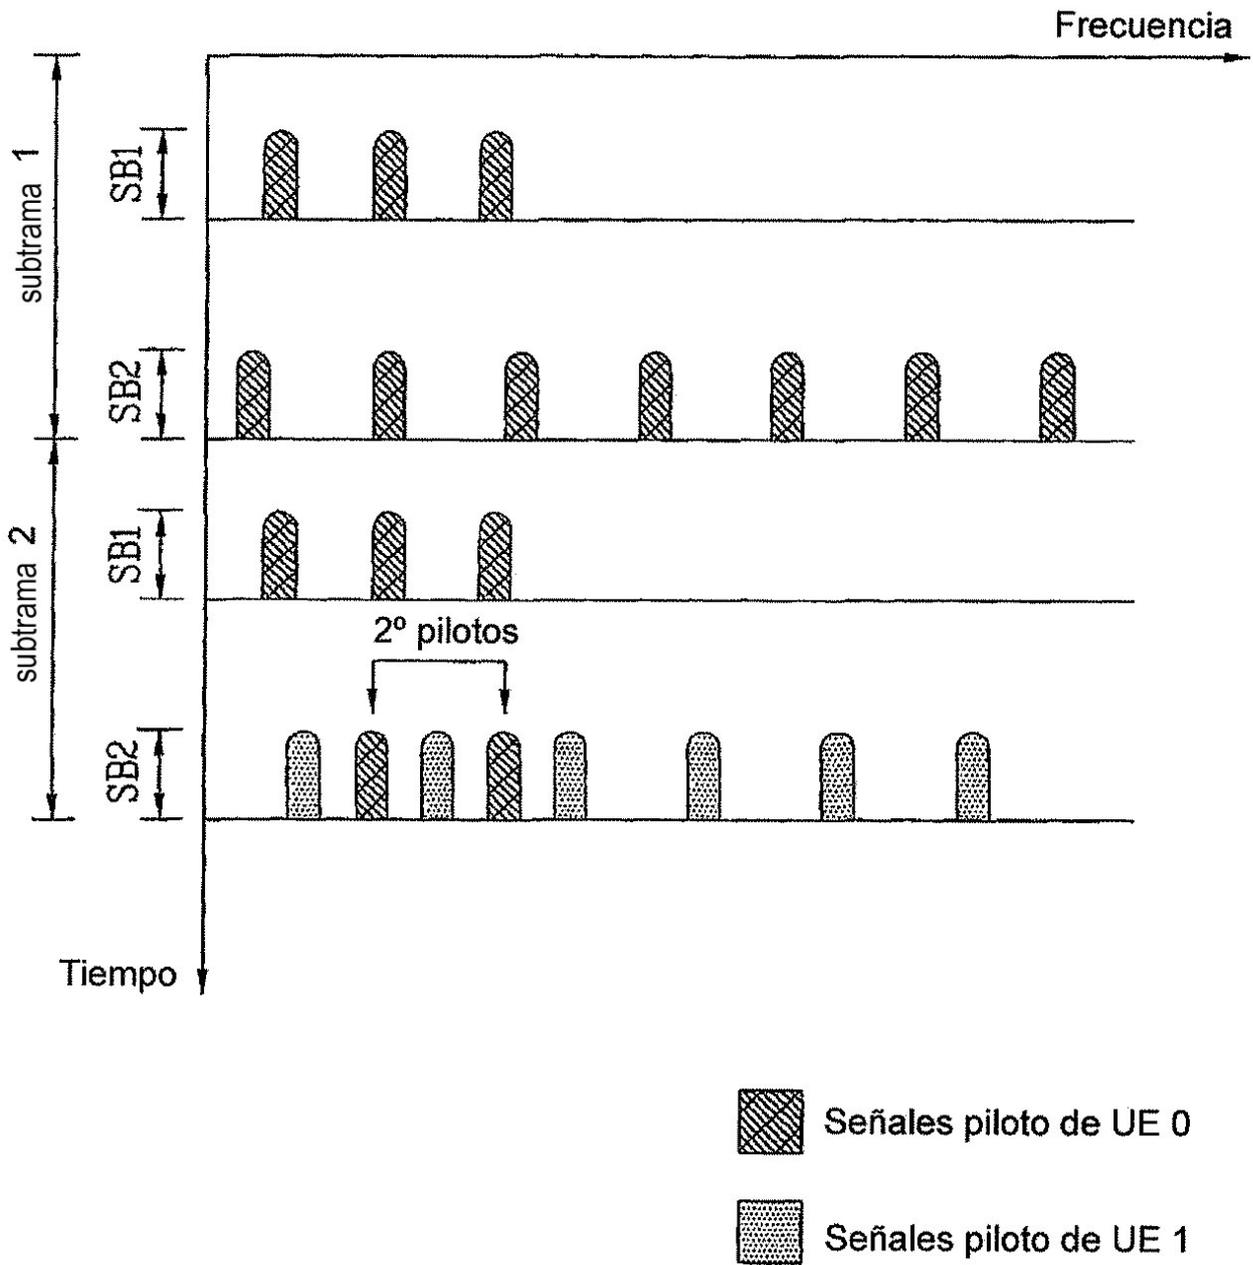 Frecuencia
subtrama 1
SB1
SB2
subtrama 2
SB1
2º pilotos
SB2
Tiempo
Señales piloto de UE 0
Señales piloto de UE 1